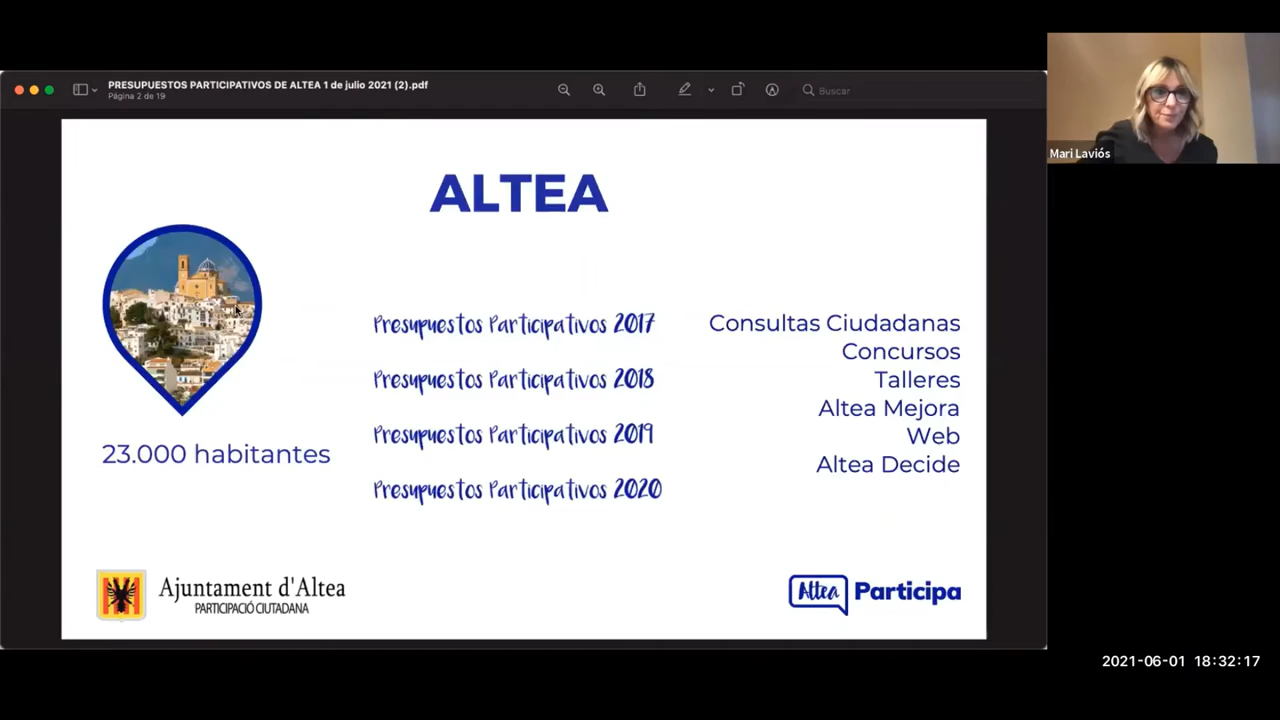 PRESUPUESTOS PARTICIPATIVOS DE ALTEA 1 de julio 2021 (2).pdf
Página 2 de 19
Buscar
Mari Laviós
ALTEA
23.000 habitantes
Presupuestos Participativos 2017
Presupuestos Participativos 2018
Presupuestos Participativos 2019
Presupuestos Participativos 2020
Consultas Ciudadanas
Concursos
Talleres
Altea Mejora
Web
Altea Decide
Ajuntament d'Altea
PARTICIPACIÓ CIUTADANA
Altea Participa
2021-06-01 18:32:17